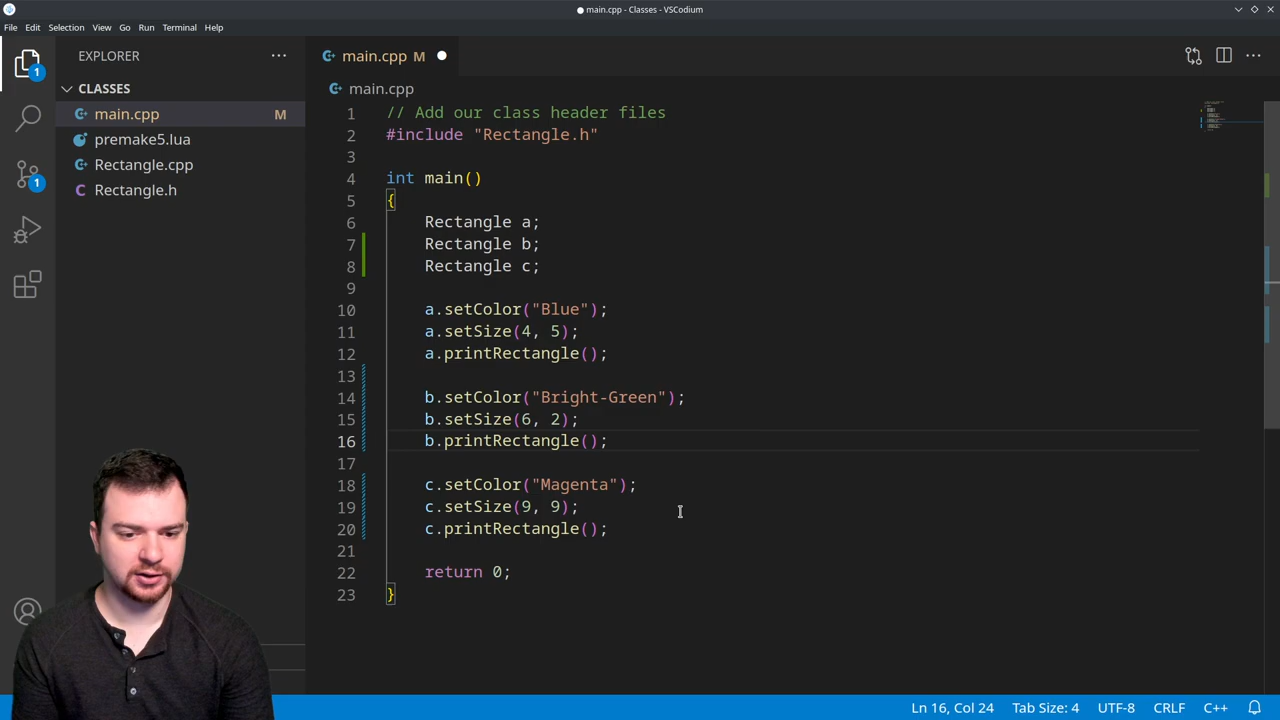 main.cpp - Classes - VSCodium
File Edit Selection View Go Run Terminal Help
EXPLORER
main.cpp M
1
CLASSES
main.cpp
main.cpp M
premake5.lua
Rectangle.cpp
Rectangle.h
1
1 // Add our class header files
2 #include "Rectangle.h"
3
4 int main()
5 {
6 Rectangle a;
7 Rectangle b;
8 Rectangle c;
9
10 a.setColor("Blue");
11 a.setSize(4, 5);
12 a.printRectangle();
13
14 b.setColor("Bright-Green");
15 b.setSize(6, 2);
16 b.printRectangle();
17
18 c.setColor("Magenta");
19 c.setSize(9, 9);
20 c.printRectangle();
21
22 return 0;
23 }
Ln 16, Col 24 Tab Size: 4 UTF-8 CRLF C++